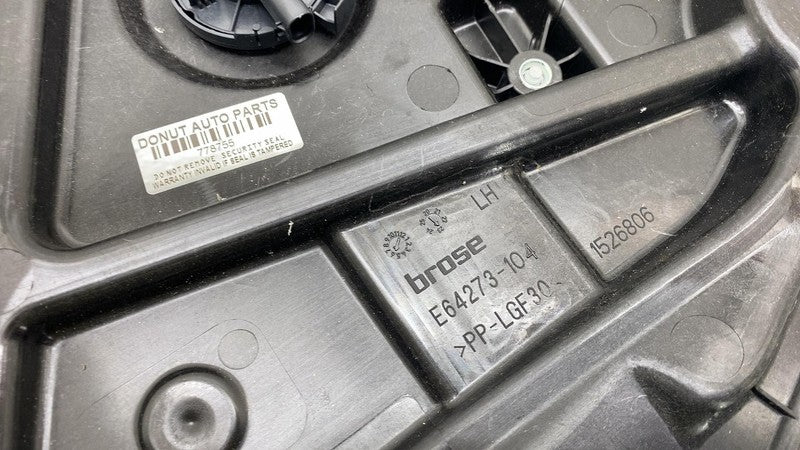 DONUT AUTO PARTS
778755
DO NOT REMOVE SECURITY SEAL
WARRANTY INVALID IF SEAL IS TAMPERED
LH
brose
E64273-104
>PP-LGF30
1526806